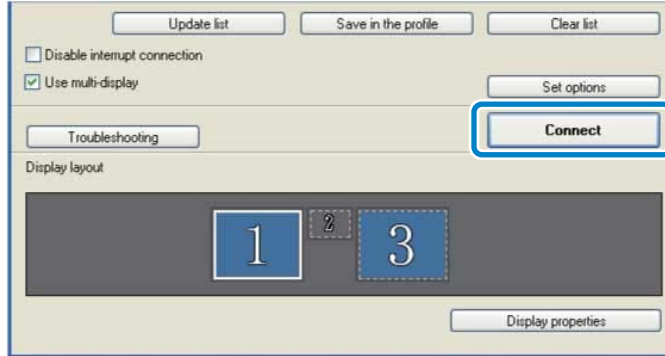 Update list Save in the profile Clear list
Disable interrupt connection
Use multi-display
Set options
Troubleshooting Connect
Display layout
1 2 3
Display properties